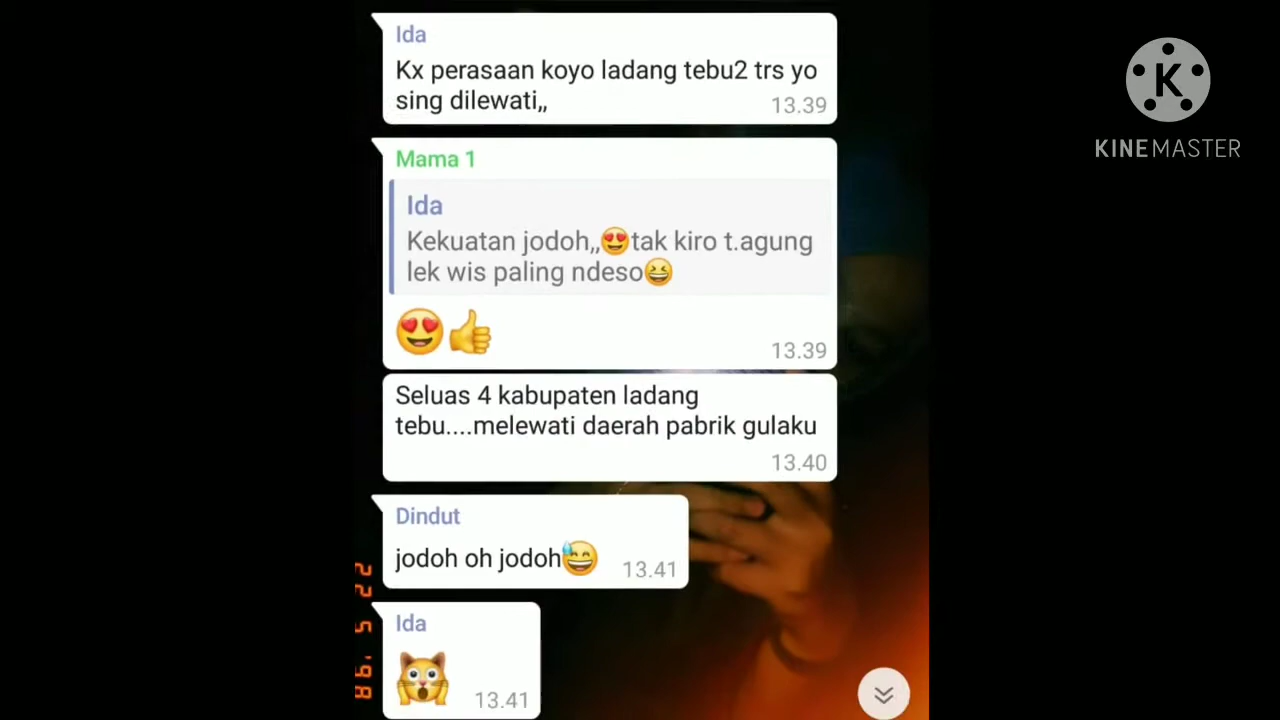 Ida
Kx perasaan koyo ladang tebu2 trs yo
sing dilewati,,
13.39
KINEMASTER
Mama 1
Ida
Kekuatan jodoh,,😍tak kiro t.agung
lek wis paling ndeso😆
😍👍
13.39
Seluas 4 kabupaten ladang
tebu....melewati daerah pabrik gulaku
13.40
Dindut
jodoh oh jodoh😅 13.41
Ida
🙀 13.41